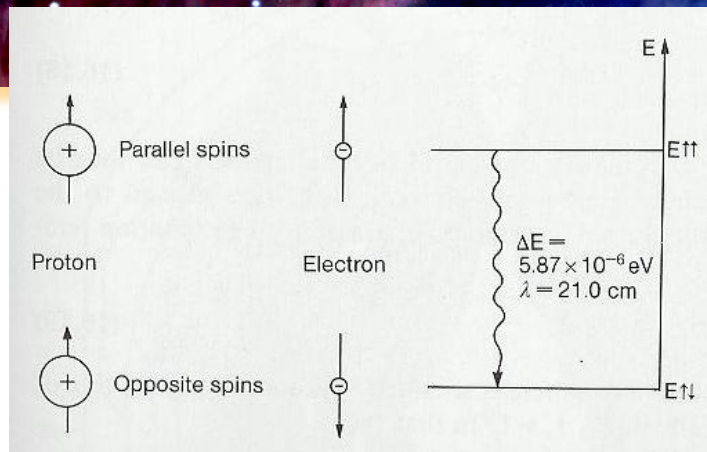 E
+ Parallel spins −
E↑↑
ΔE =
5.87 × 10⁻⁶ eV
λ = 21.0 cm
Proton Electron
+ Opposite spins −
E↑↓